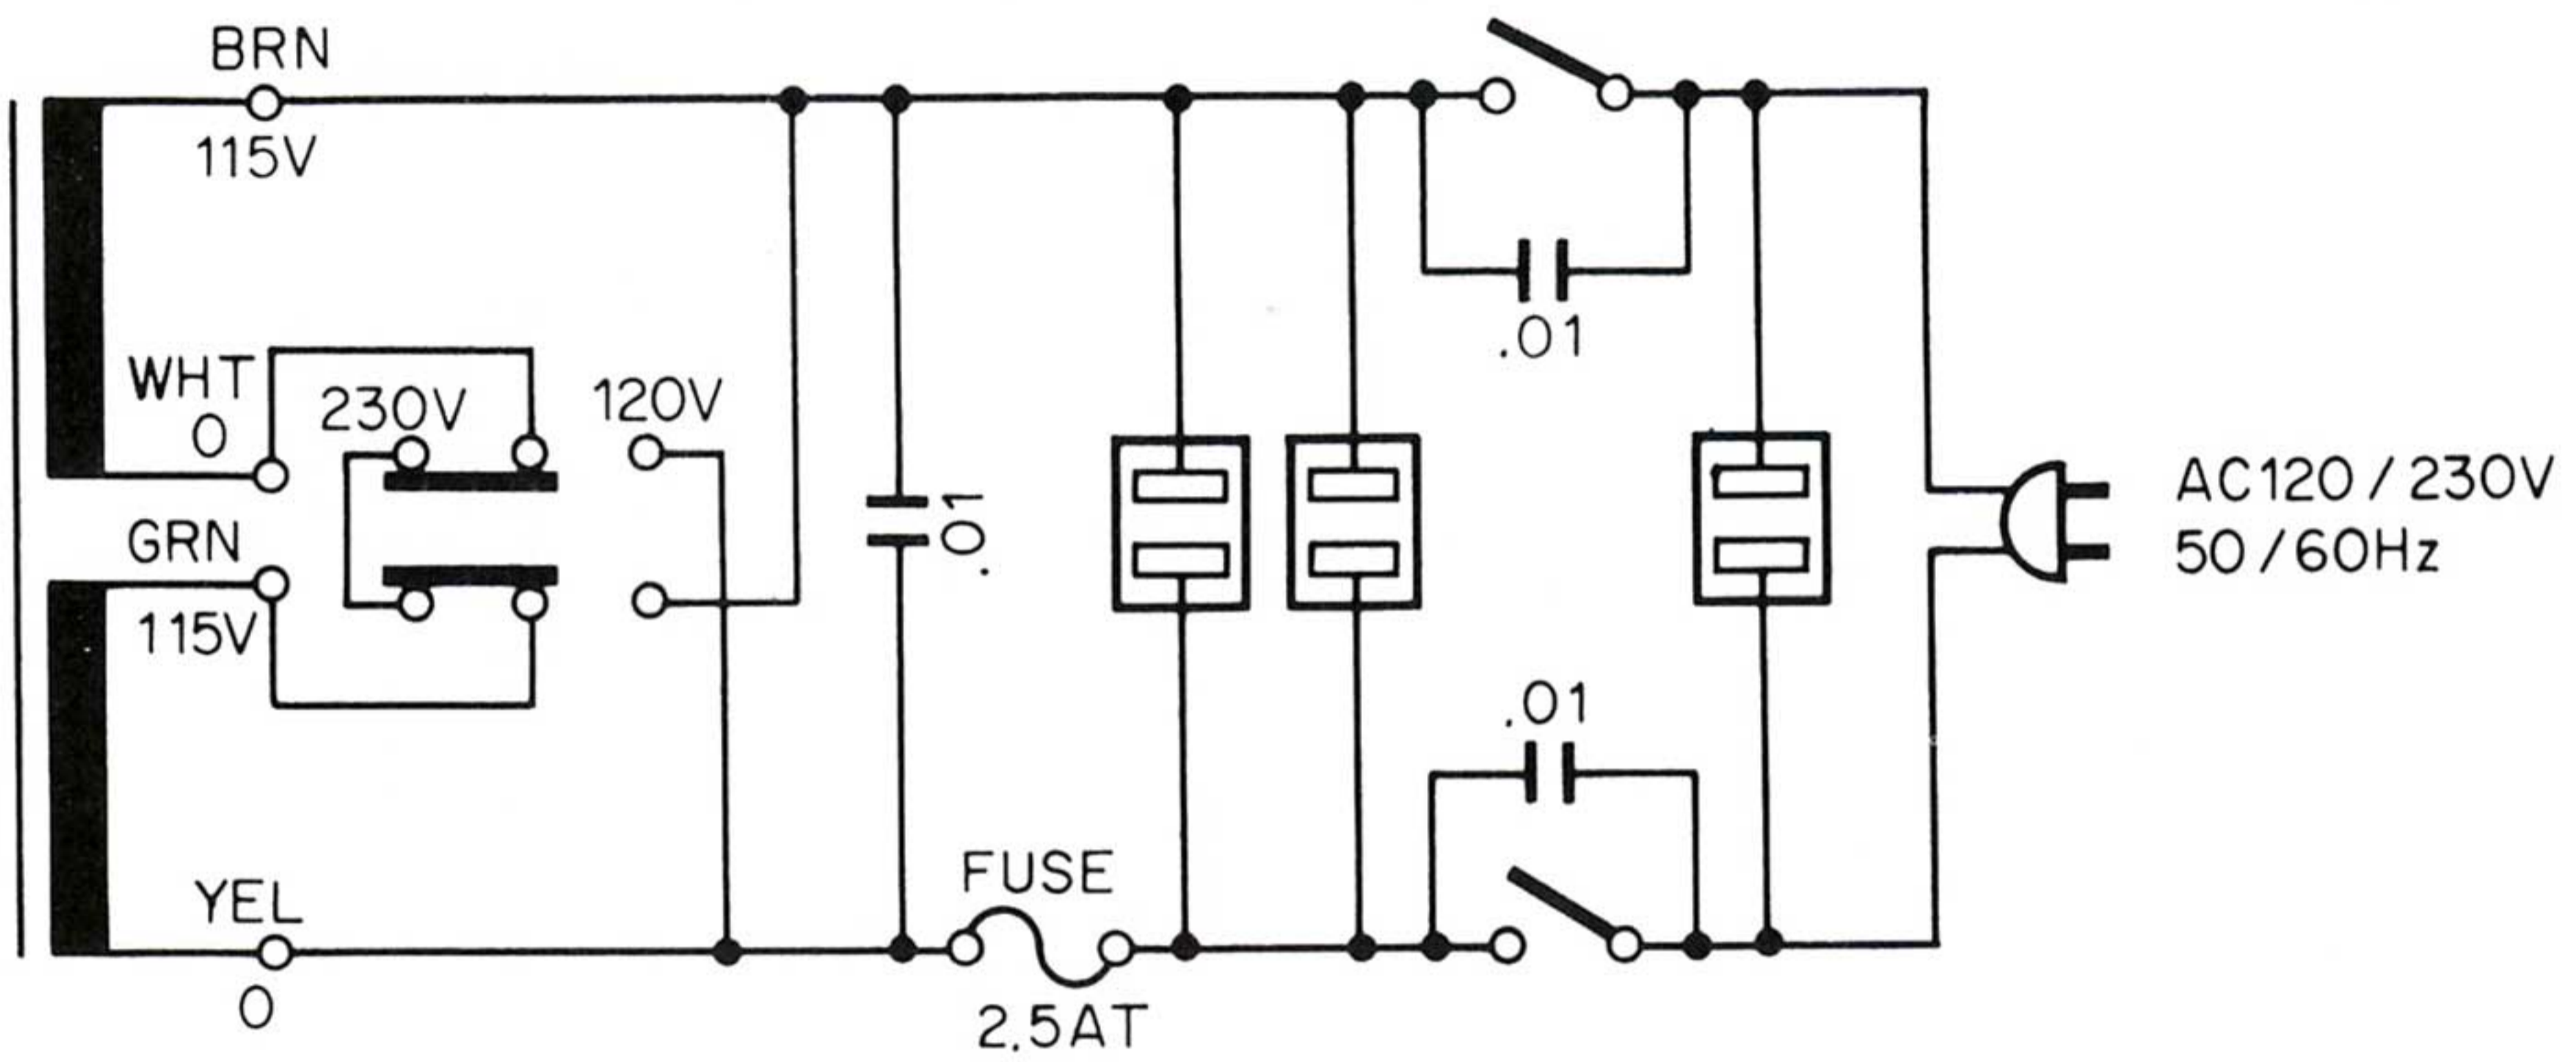 BRN
115V
WHT
0
230V
120V
GRN
115V
YEL
0
.01
FUSE
2.5AT
.01
.01
AC120/230V
50/60Hz